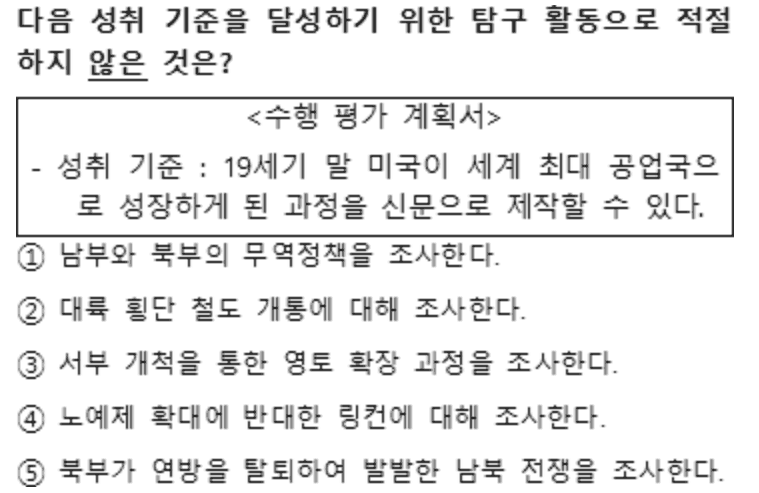 다음 성취 기준을 달성하기 위한 탐구 활동으로 적절
하지 않은 것은?
<수행 평가 계획서>
- 성취 기준 : 19세기 말 미국이 세계 최대 공업국으
로 성장하게 된 과정을 신문으로 제작할 수 있다.
① 남부와 북부의 무역정책을 조사한다.
② 대륙 횡단 철도 개통에 대해 조사한다.
③ 서부 개척을 통한 영토 확장 과정을 조사한다.
④ 노예제 확대에 반대한 링컨에 대해 조사한다.
⑤ 북부가 연방을 탈퇴하여 발발한 남북 전쟁을 조사한다.